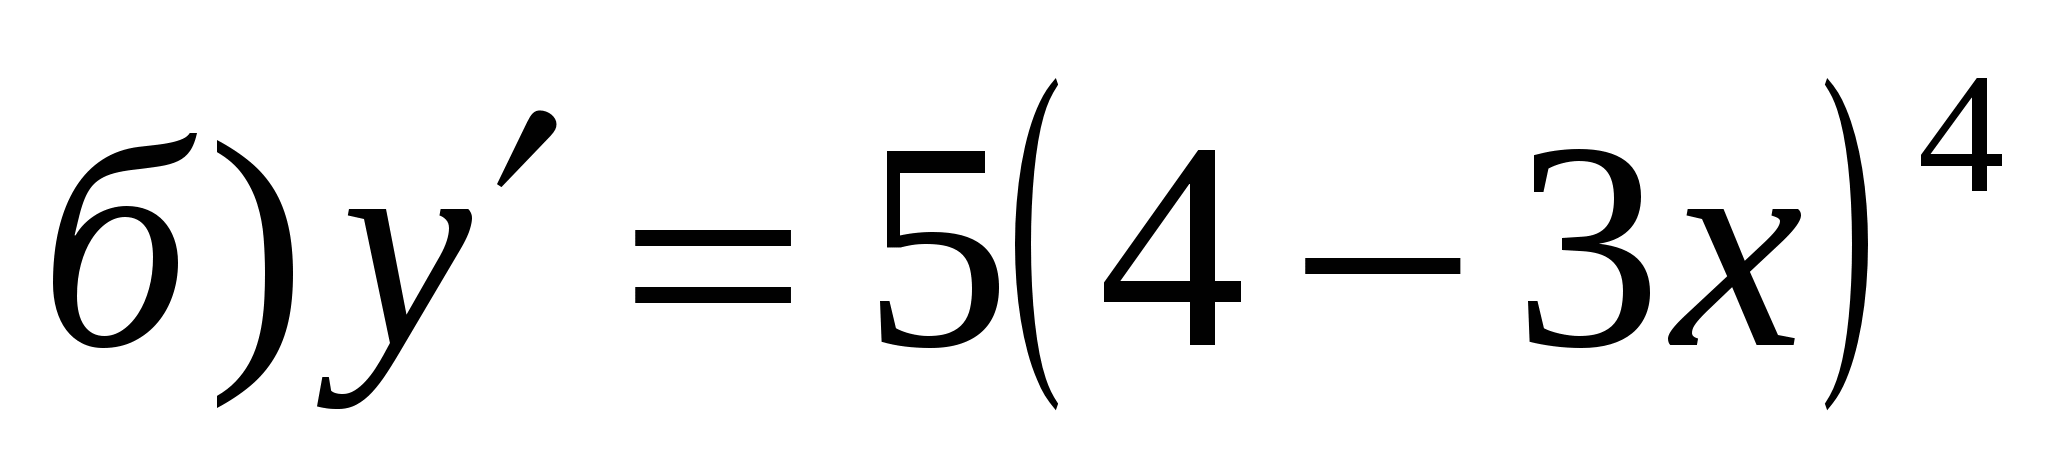 б) y′ = 5(4 − 3x)⁴